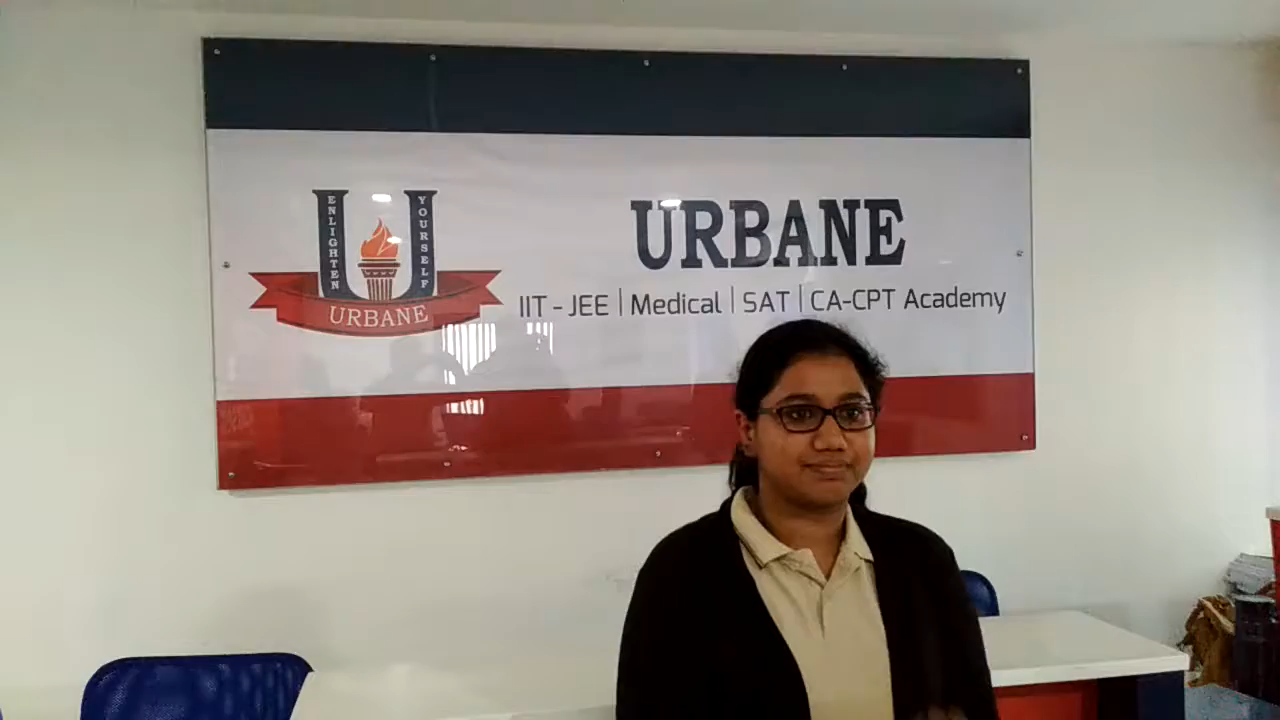 ENLIGHTEN
YOURSELF
URBANE
URBANE
IIT - JEE | Medical | SAT | CA-CPT Academy